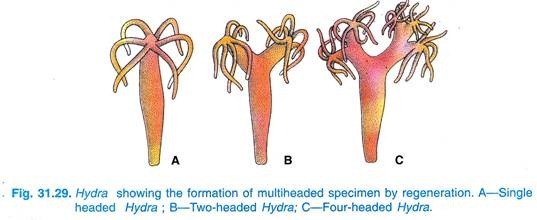 A
B
C
. Fig. 31.29. Hydra showing the formation of multiheaded specimen by regeneration. A—Single
headed Hydra ; B—Two-headed Hydra; C—Four-headed Hydra.